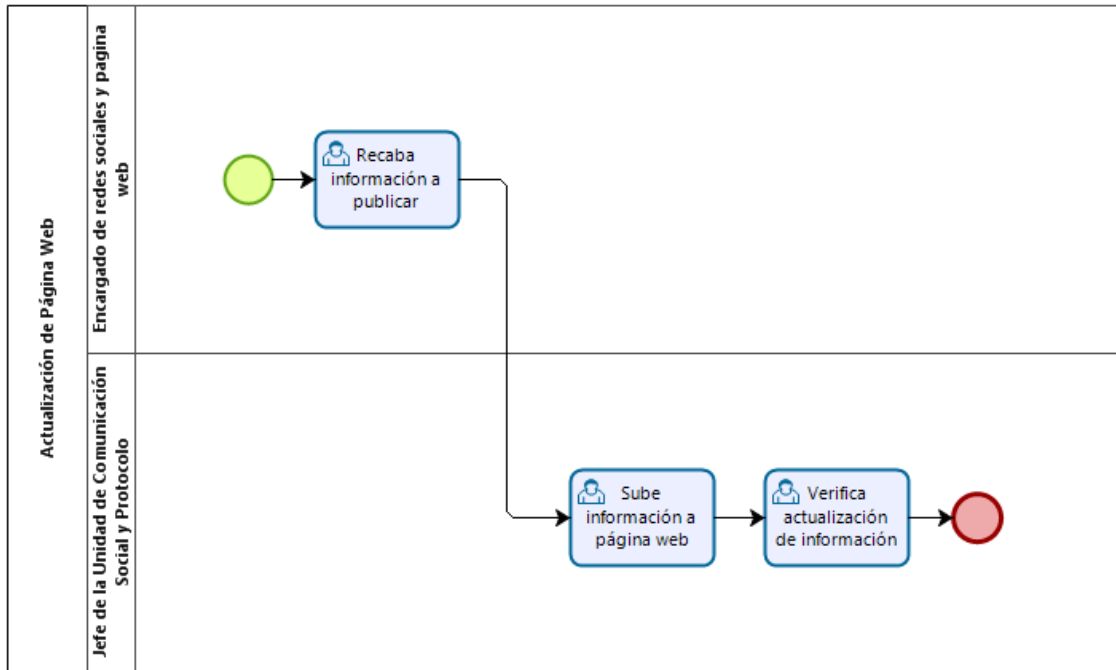 Actualización de Página Web
Encargado de redes sociales y pagina
web
Recaba
información a
publicar
Jefe de la Unidad de Comunicación
Social y Protocolo
Sube
información a
página web
Verifica
actualización
de información